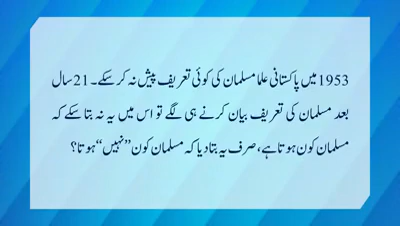 1953 میں پاکستانی علما مسلمان کی کوئی تعریف پیش نہ کر سکے۔ 21 سال
بعد مسلمان کی تعریف بیان کرنے ہی لگے تو اس میں یہ نہ بتا سکے کہ
مسلمان کون ہوتا ہے، صرف یہ بتا دیا کہ مسلمان کون ”نہیں“ ہوتا؟